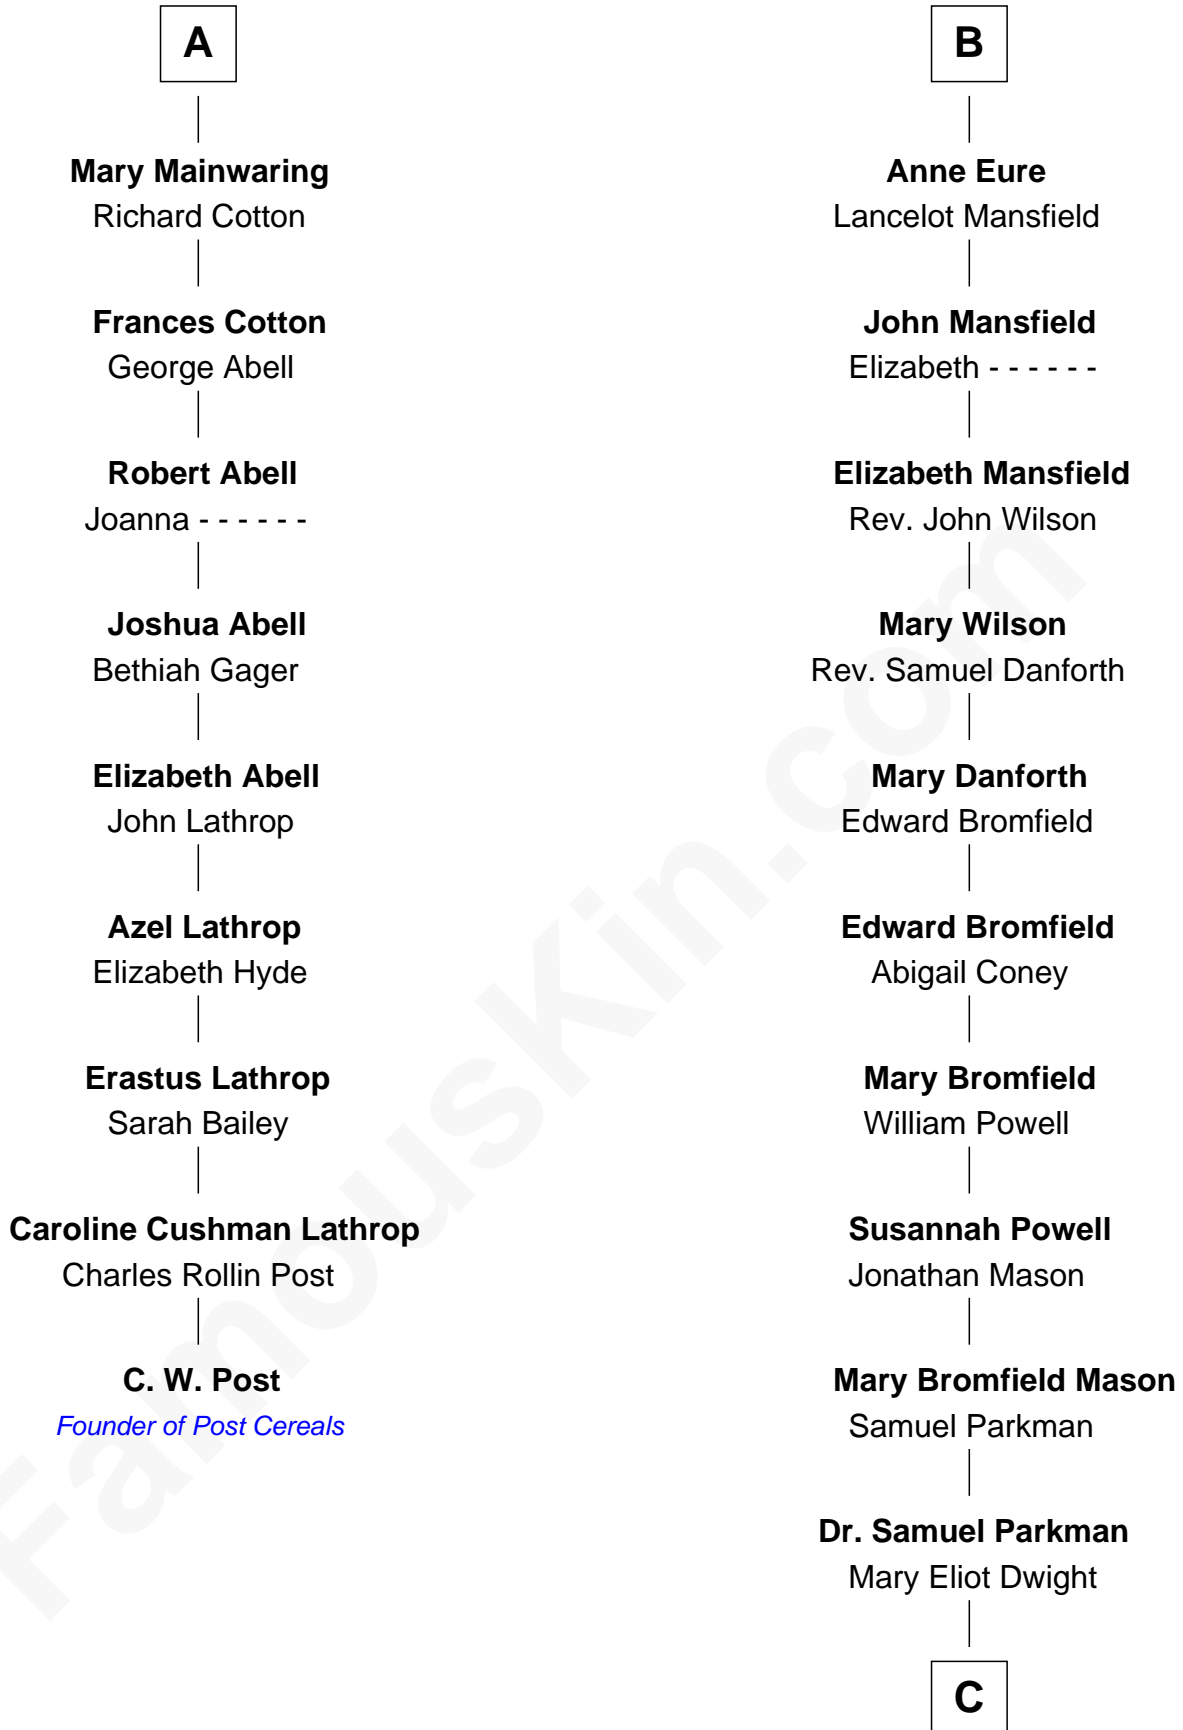 A
Mary Mainwaring
Richard Cotton
Frances Cotton
George Abell
Robert Abell
Joanna - - - - - -
Joshua Abell
Bethiah Gager
Elizabeth Abell
John Lathrop
Azel Lathrop
Elizabeth Hyde
Erastus Lathrop
Sarah Bailey
Caroline Cushman Lathrop
Charles Rollin Post
C. W. Post
Founder of Post Cereals
B
Anne Eure
Lancelot Mansfield
John Mansfield
Elizabeth - - - - - -
Elizabeth Mansfield
Rev. John Wilson
Mary Wilson
Rev. Samuel Danforth
Mary Danforth
Edward Bromfield
Edward Bromfield
Abigail Coney
Mary Bromfield
William Powell
Susannah Powell
Jonathan Mason
Mary Bromfield Mason
Samuel Parkman
Dr. Samuel Parkman
Mary Eliot Dwight
C
FamousKin.com